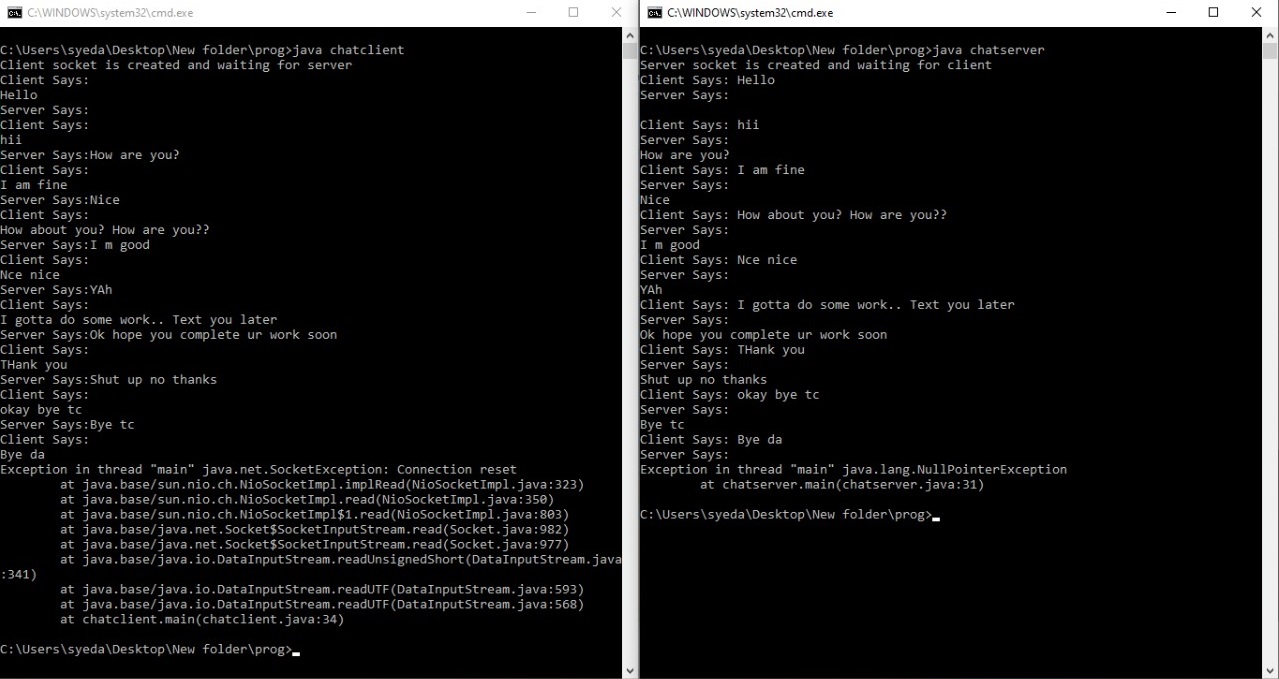 C:\WINDOWS\system32\cmd.exe
C:\Users\syeda\Desktop\New folder\prog>java chatclient
Client socket is created and waiting for server
Client Says:
Hello
Server Says:
Client Says:
hii
Server Says:How are you?
Client Says:
I am fine
Server Says:Nice
Client Says:
How about you? How are you??
Server Says:I m good
Client Says:
Nce nice
Server Says:YAh
Client Says:
I gotta do some work.. Text you later
Server Says:Ok hope you complete ur work soon
Client Says:
THank you
Server Says:Shut up no thanks
Client Says:
okay bye tc
Server Says:Bye tc
Client Says:
Bye da
Exception in thread "main" java.net.SocketException: Connection reset
        at java.base/sun.nio.ch.NioSocketImpl.implRead(NioSocketImpl.java:323)
        at java.base/sun.nio.ch.NioSocketImpl.read(NioSocketImpl.java:350)
        at java.base/sun.nio.ch.NioSocketImpl$1.read(NioSocketImpl.java:803)
        at java.base/java.net.Socket$SocketInputStream.read(Socket.java:982)
        at java.base/java.net.Socket$SocketInputStream.read(Socket.java:977)
        at java.base/java.io.DataInputStream.readUnsignedShort(DataInputStream.java
:341)
        at java.base/java.io.DataInputStream.readUTF(DataInputStream.java:593)
        at java.base/java.io.DataInputStream.readUTF(DataInputStream.java:568)
        at chatclient.main(chatclient.java:34)
C:\Users\syeda\Desktop\New folder\prog>
C:\WINDOWS\system32\cmd.exe
C:\Users\syeda\Desktop\New folder\prog>java chatserver
Server socket is created and waiting for client
Client Says: Hello
Server Says:
Client Says: hii
Server Says:
How are you?
Client Says: I am fine
Server Says:
Nice
Client Says: How about you? How are you??
Server Says:
I m good
Client Says: Nce nice
Server Says:
YAh
Client Says: I gotta do some work.. Text you later
Server Says:
Ok hope you complete ur work soon
Client Says: THank you
Server Says:
Shut up no thanks
Client Says: okay bye tc
Server Says:
Bye tc
Client Says: Bye da
Server Says:
Exception in thread "main" java.lang.NullPointerException
        at chatserver.main(chatserver.java:31)
C:\Users\syeda\Desktop\New folder\prog>